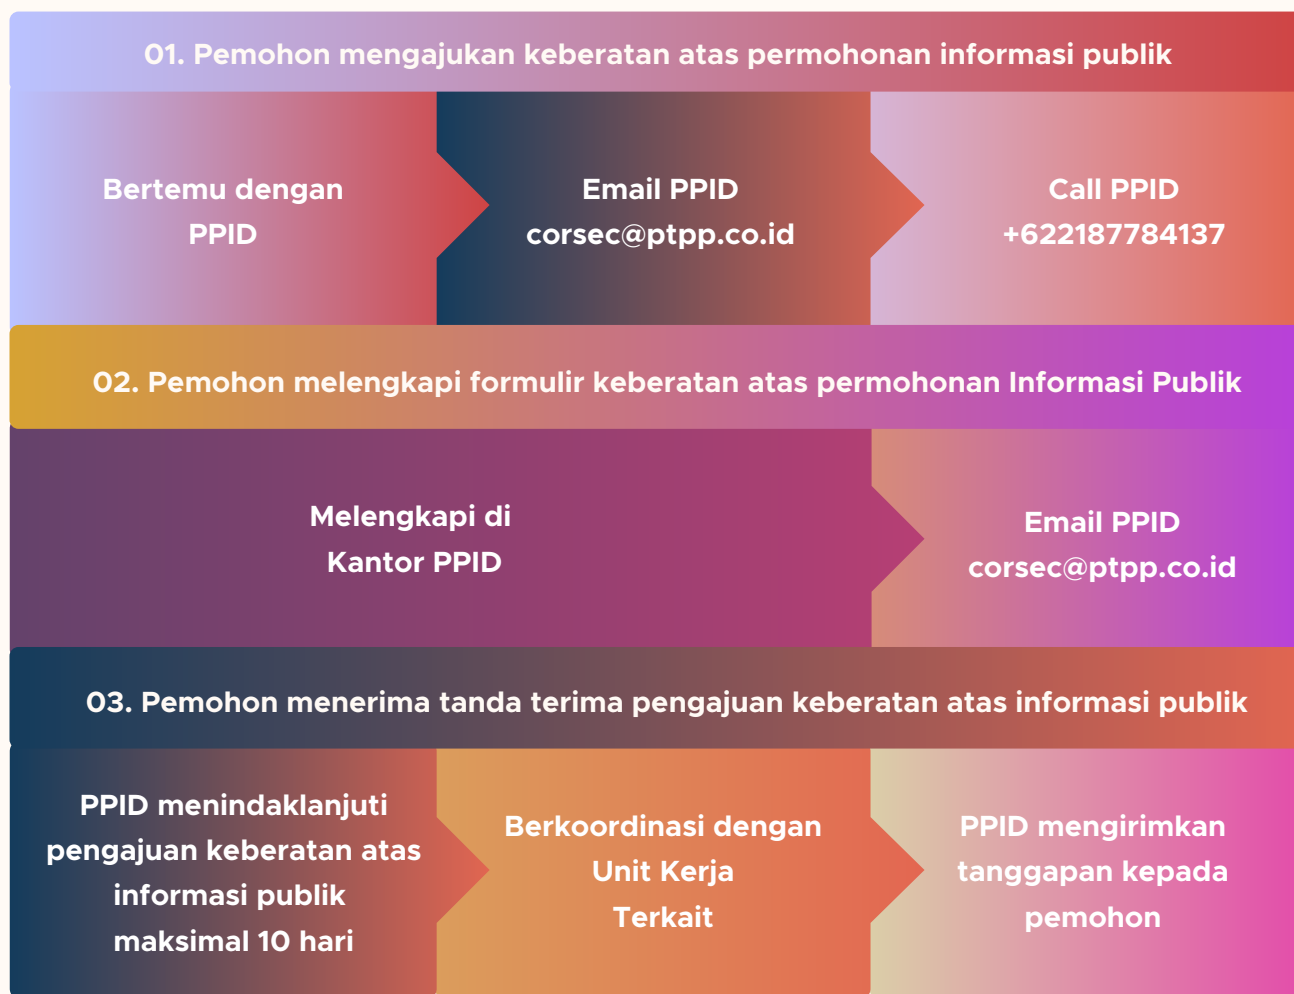 01. Pemohon mengajukan keberatan atas permohonan informasi publik
Bertemu dengan
PPID
Email PPID
corsec@ptpp.co.id
Call PPID
+622187784137
02. Pemohon melengkapi formulir keberatan atas permohonan Informasi Publik
Melengkapi di
Kantor PPID
Email PPID
corsec@ptpp.co.id
03. Pemohon menerima tanda terima pengajuan keberatan atas informasi publik
PPID menindaklanjuti
pengajuan keberatan atas
informasi publik
maksimal 10 hari
Berkoordinasi dengan
Unit Kerja
Terkait
PPID mengirimkan
tanggapan kepada
pemohon